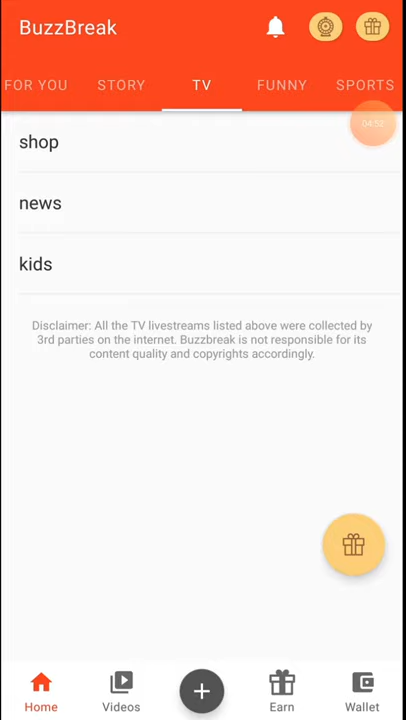 BuzzBreak
FOR YOU STORY TV FUNNY SPORTS
04:52
shop
news
kids
Disclaimer: All the TV livestreams listed above were collected by
3rd parties on the internet. Buzzbreak is not responsible for its
content quality and copyrights accordingly.
Home Videos Earn Wallet